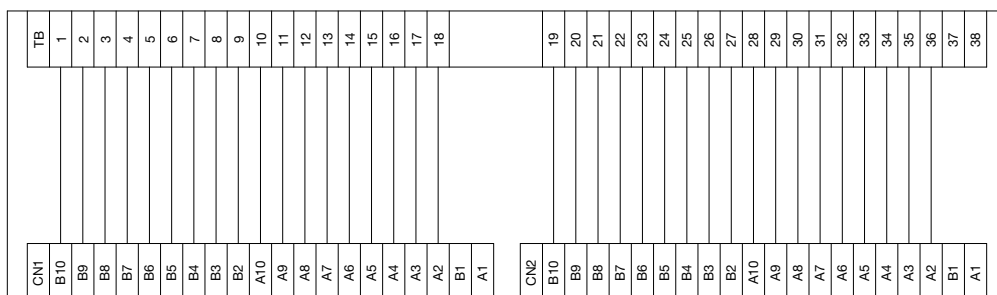 TB 1 2 3 4 5 6 7 8 9 10 11 12 13 14 15 16 17 18 19 20 21 22 23 24 25 26 27 28 29 30 31 32 33 34 35 36 37 38
CN1 B10 B9 B8 B7 B6 B5 B4 B3 B2 A10 A9 A8 A7 A6 A5 A4 A3 A2 B1 A1
CN2 B10 B9 B8 B7 B6 B5 B4 B3 B2 A10 A9 A8 A7 A6 A5 A4 A3 A2 B1 A1